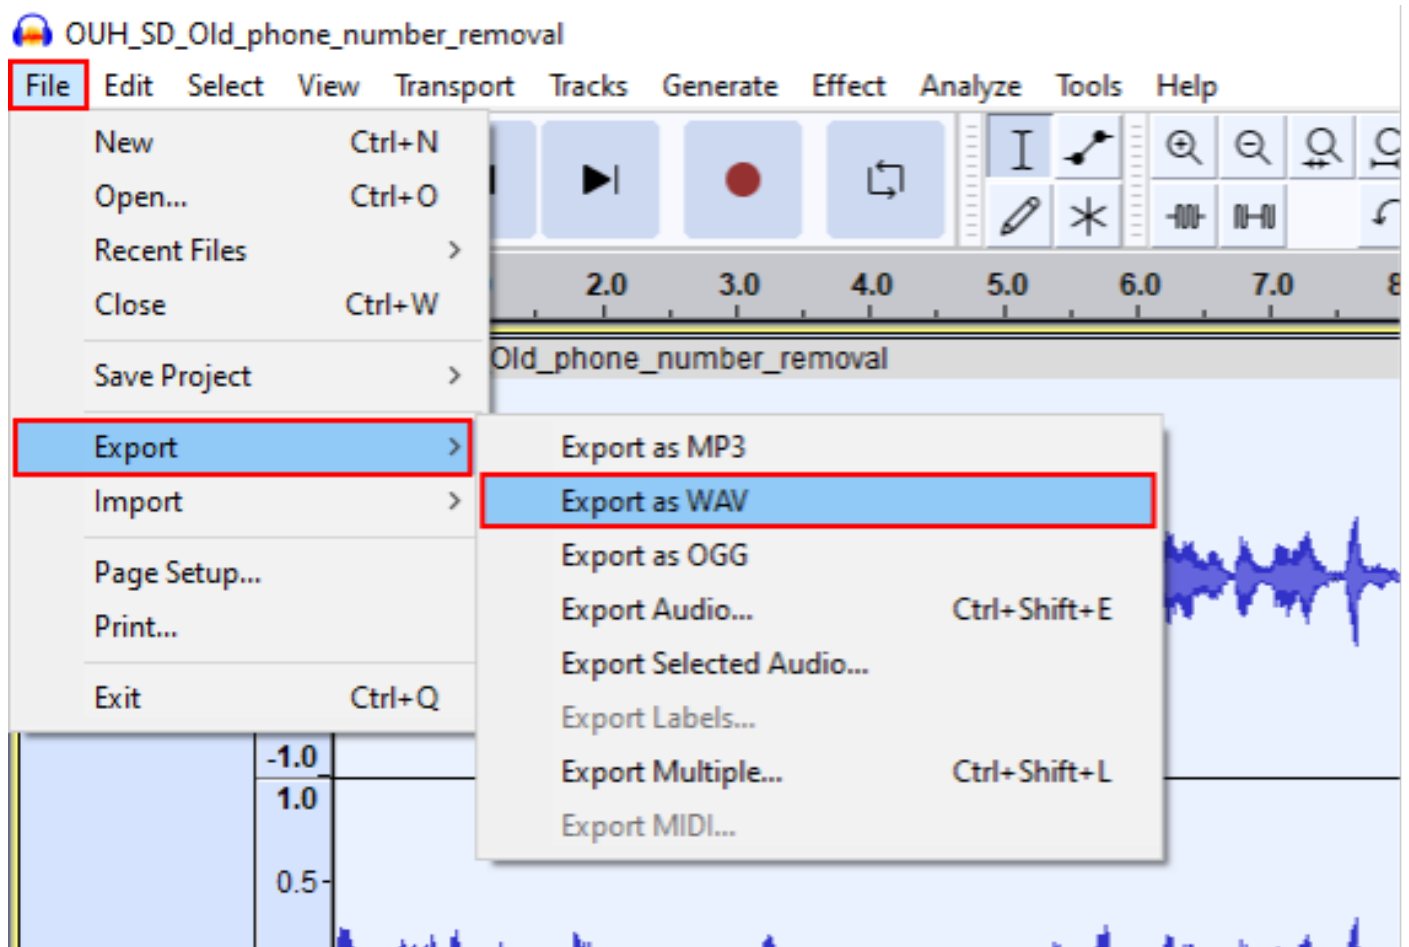 OUH_SD_Old_phone_number_removal
File Edit Select View Transport Tracks Generate Effect Analyze Tools Help
New Ctrl+N
Open... Ctrl+O
Recent Files >
Close Ctrl+W
Save Project >
Export >
Import >
Page Setup...
Print...
Exit Ctrl+Q
2.0 3.0 4.0 5.0 6.0 7.0 8
Old_phone_number_removal
Export as MP3
Export as WAV
Export as OGG
Export Audio... Ctrl+Shift+E
Export Selected Audio...
Export Labels...
Export Multiple... Ctrl+Shift+L
Export MIDI...
-1.0
1.0
0.5-